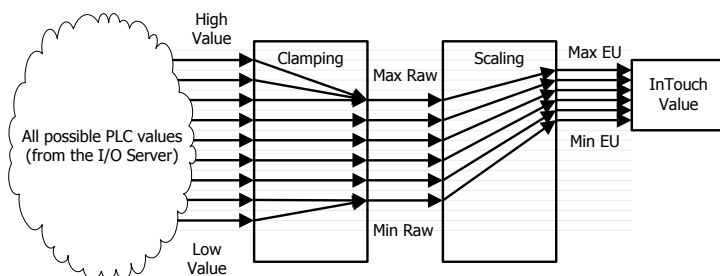 High
Value
Clamping
Scaling
Max EU
Max Raw
InTouch
Value
All possible PLC values
(from the I/O Server)
Min EU
Min Raw
Low
Value